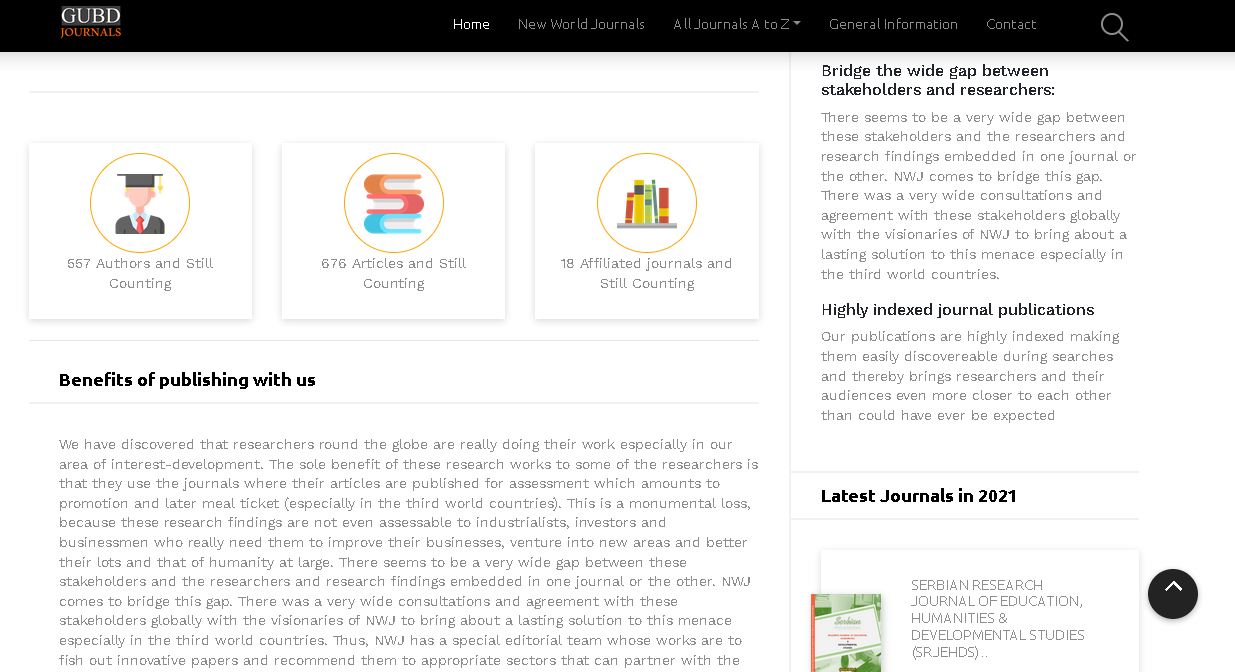 GUBD
JOURNALS
Home
New World Journals
All Journals A to Z
General Information
Contact
557 Authors and Still
Counting
676 Articles and Still
Counting
18 Affiliated journals and
Still Counting
Benefits of publishing with us
We have discovered that researchers round the globe are really doing their work especially in our
area of interest-development. The sole benefit of these research works to some of the researchers is
that they use the journals where their articles are published for assessment which amounts to
promotion and later meal ticket (especially in the third world countries). This is a monumental loss,
because these research findings are not even assessable to industrialists, investors and
businessmen who really need them to improve their businesses, venture into new areas and better
their lots and that of humanity at large. There seems to be a very wide gap between these
stakeholders and the researchers and research findings embedded in one journal or the other. NWJ
comes to bridge this gap. There was a very wide consultations and agreement with these
stakeholders globally with the visionaries of NWJ to bring about a lasting solution to this menace
especially in the third world countries. Thus, NWJ has a special editorial team whose works are to
fish out innovative papers and recommend them to appropriate sectors that can partner with the
Bridge the wide gap between
stakeholders and researchers:
There seems to be a very wide gap between
these stakeholders and the researchers and
research findings embedded in one journal or
the other. NWJ comes to bridge this gap.
There was a very wide consultations and
agreement with these stakeholders globally
with the visionaries of NWJ to bring about a
lasting solution to this menace especially in
the third world countries.
Highly indexed journal publications
Our publications are highly indexed making
them easily discovereable during searches
and thereby brings researchers and their
audiences even more closer to each other
than could have ever be expected
Latest Journals in 2021
Serbian
SERBIAN RESEARCH
JOURNAL OF EDUCATION,
HUMANITIES &
DEVELOPMENTAL STUDIES
(SRJEHDS)..